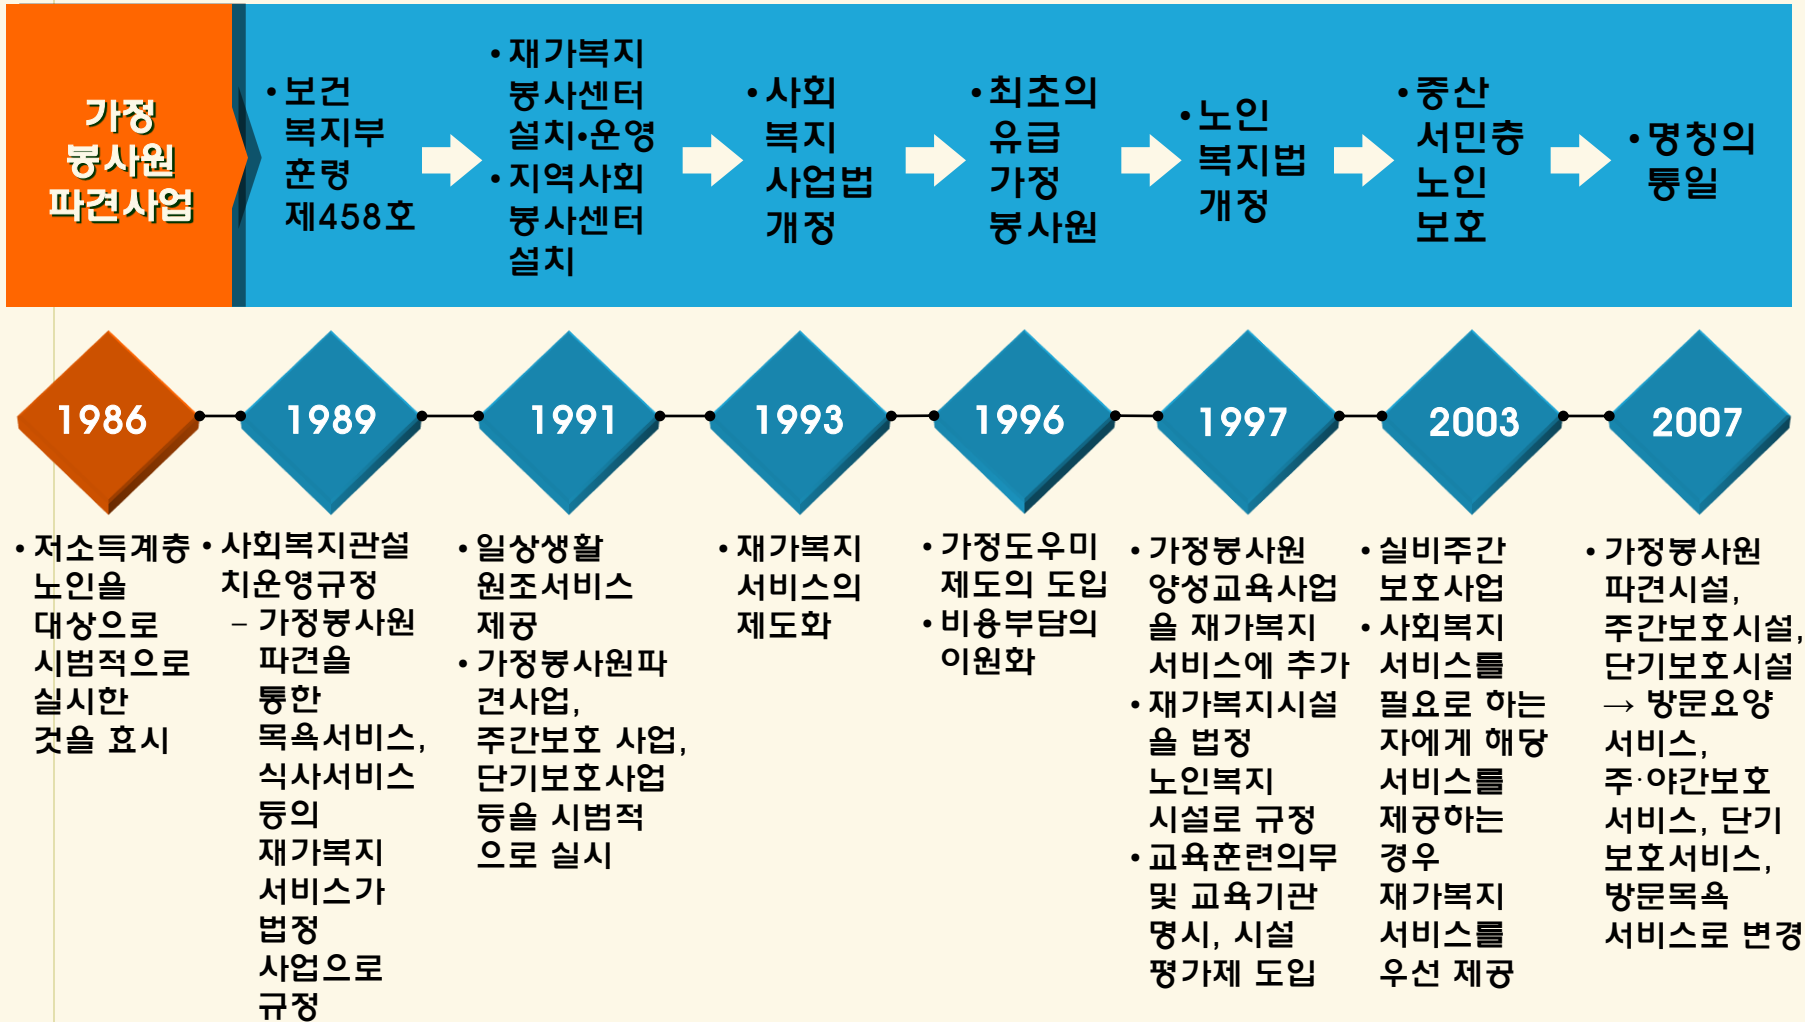 가정
봉사원
파견사업
• 보건
복지부
훈령
제458호
• 재가복지
봉사센터
설치•운영
• 지역사회
봉사센터
설치
• 사회
복지
사업법
개정
• 최초의
유급
가정
봉사원
• 노인
복지법
개정
• 중산
서민층
노인
보호
• 명칭의
통일
1986
1989
1991
1993
1996
1997
2003
2007
• 저소득계층
노인을
대상으로
시범적으로
실시한
것을 효시
• 사회복지관설
치운영규정
– 가정봉사원
파견을
통한
목욕서비스,
식사서비스
등의
재가복지
서비스가
법정
사업으로
규정
• 일상생활
원조서비스
제공
• 가정봉사원파
견사업,
주간보호 사업,
단기보호사업
등을 시범적
으로 실시
• 재가복지
서비스의
제도화
• 가정도우미
제도의 도입
• 비용부담의
이원화
• 가정봉사원
양성교육사업
을 재가복지
서비스에 추가
• 재가복지시설
을 법정
노인복지
시설로 규정
• 교육훈련의무
및 교육기관
명시, 시설
평가제 도입
• 실비주간
보호사업
• 사회복지
서비스를
필요로 하는
자에게 해당
서비스를
제공하는
경우
재가복지
서비스를
우선 제공
• 가정봉사원
파견시설,
주간보호시설,
단기보호시설
→ 방문요양
서비스,
주·야간보호
서비스, 단기
보호서비스,
방문목욕
서비스로 변경